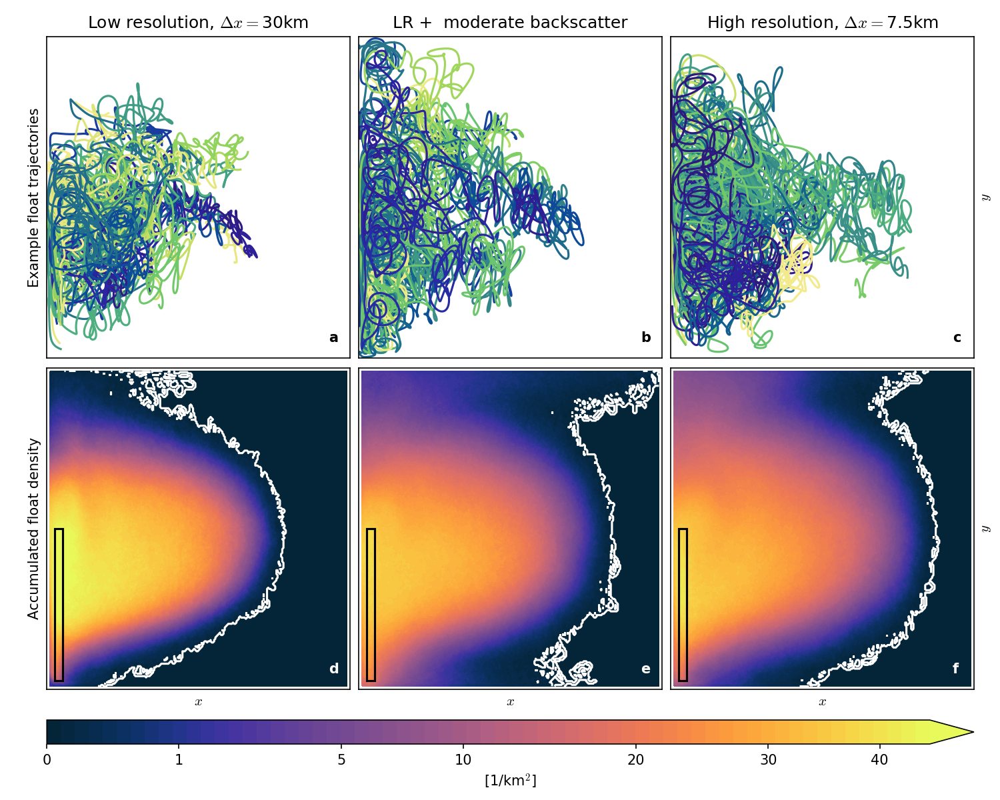 Low resolution, Δx = 30km
LR + moderate backscatter
High resolution, Δx = 7.5km
Example float trajectories
a
b
c
y
Accumulated float density
d
e
f
y
x
x
x
0 1 5 10 20 30 40
[1/km²]